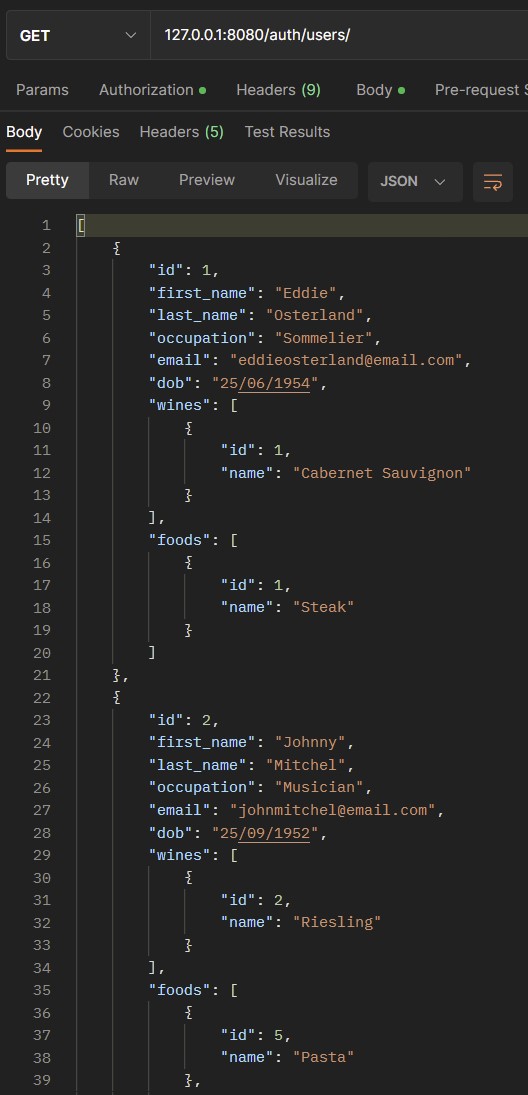 GET 127.0.0.1:8080/auth/users/
Params Authorization Headers (9) Body Pre-request S
Body Cookies Headers (5) Test Results
Pretty Raw Preview Visualize JSON
1 [
2 {
3 "id": 1,
4 "first_name": "Eddie",
5 "last_name": "Osterland",
6 "occupation": "Sommelier",
7 "email": "eddieosterland@email.com",
8 "dob": "25/06/1954",
9 "wines": [
10 {
11 "id": 1,
12 "name": "Cabernet Sauvignon"
13 }
14 ],
15 "foods": [
16 {
17 "id": 1,
18 "name": "Steak"
19 }
20 ]
21 },
22 {
23 "id": 2,
24 "first_name": "Johnny",
25 "last_name": "Mitchel",
26 "occupation": "Musician",
27 "email": "johnmitchel@email.com",
28 "dob": "25/09/1952",
29 "wines": [
30 {
31 "id": 2,
32 "name": "Riesling"
33 }
34 ],
35 "foods": [
36 {
37 "id": 5,
38 "name": "Pasta"
39 },